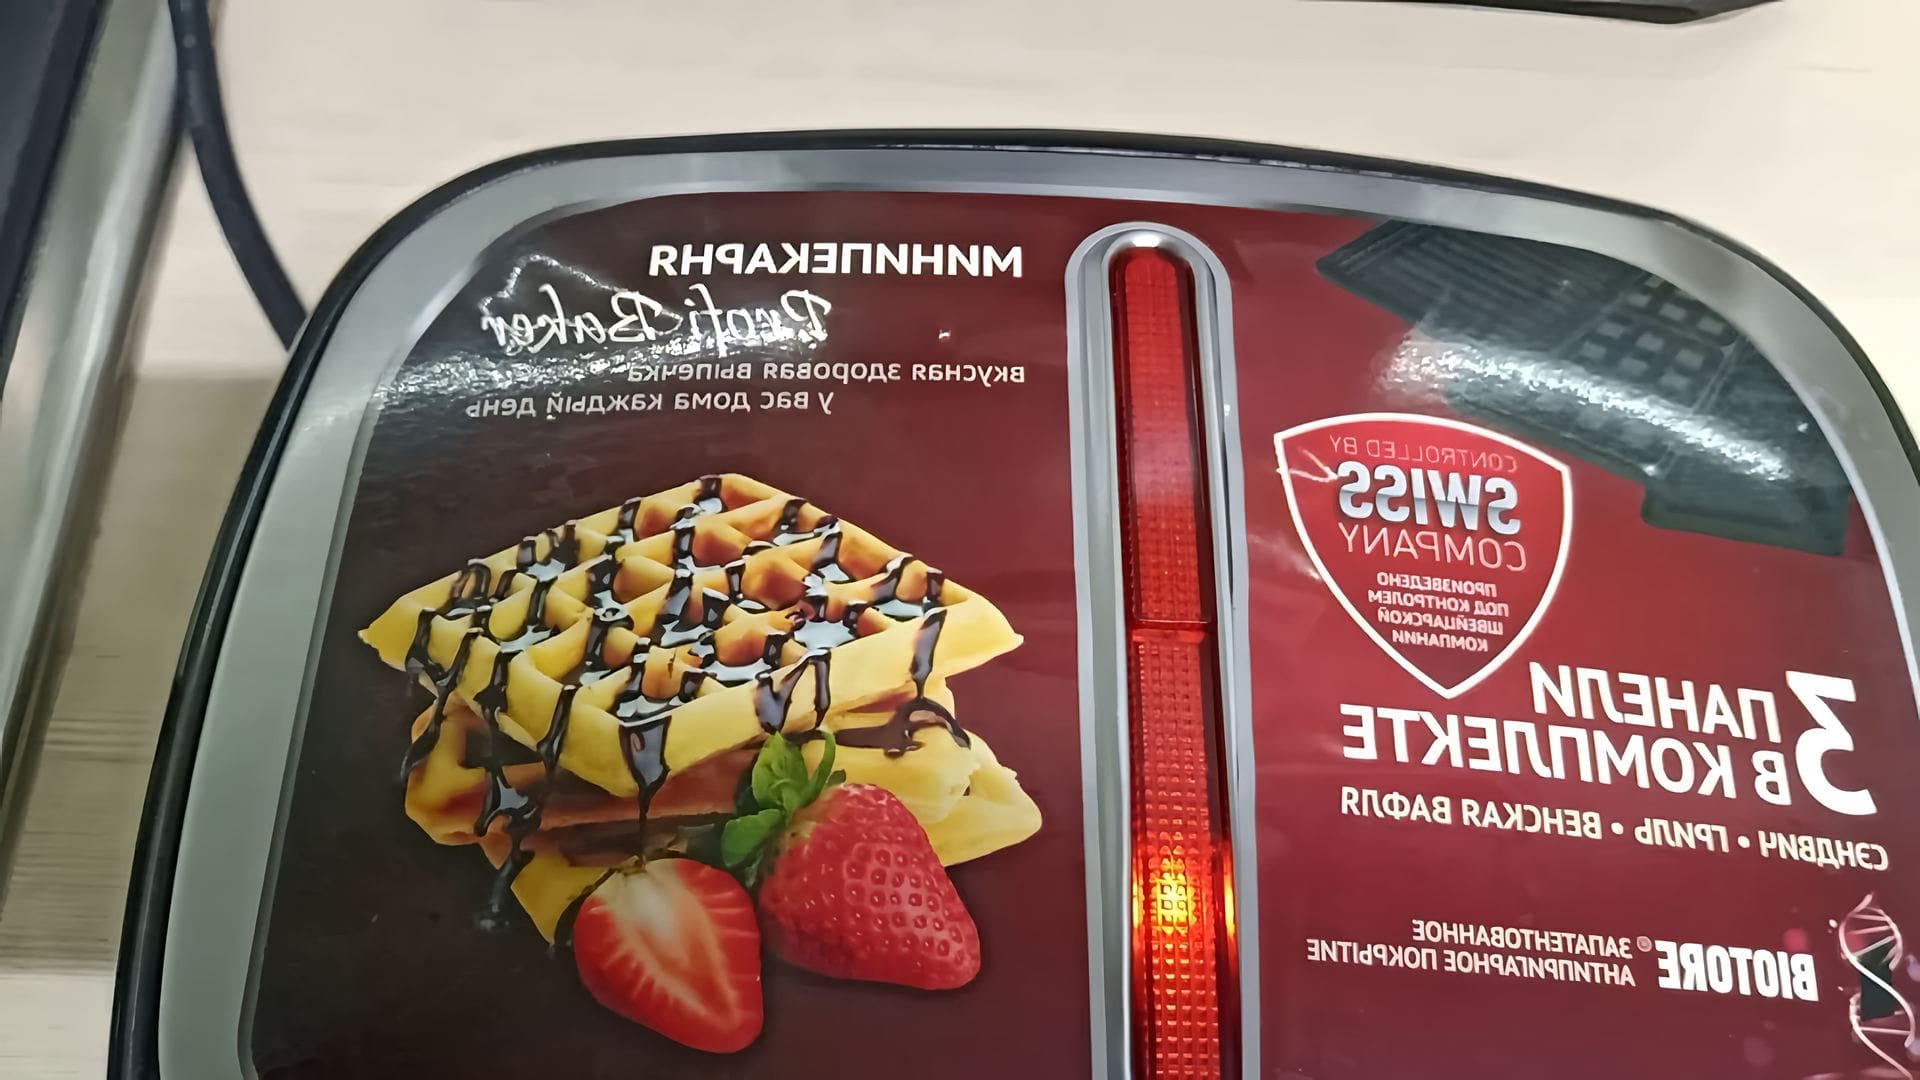 МИНИПЕКАРНЯ
Profi Baker
вкусная здоровая выпечка
у вас дома каждый день
CONTROLLED BY
SWISS
COMPANY
ПРОИЗВЕДЕНО
ПОД КОНТРОЛЕМ
ШВЕЙЦАРСКОЙ
КОМПАНИИ
3 ПАНЕЛИ
В КОМПЛЕКТЕ
СЭНДВИЧ • ГРИЛЬ • ВЕНСКАЯ ВАФЛЯ
BIOTORE® ЗАПАТЕНТОВАННОЕ
АНТИПРИГАРНОЕ ПОКРЫТИЕ